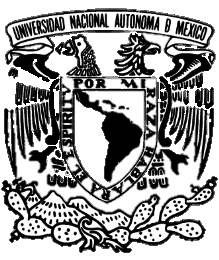 UNIVERSIDAD NACIONAL AUTONOMA Ð MEXICO
POR MI RAZA HABLARA EL ESPIRITU